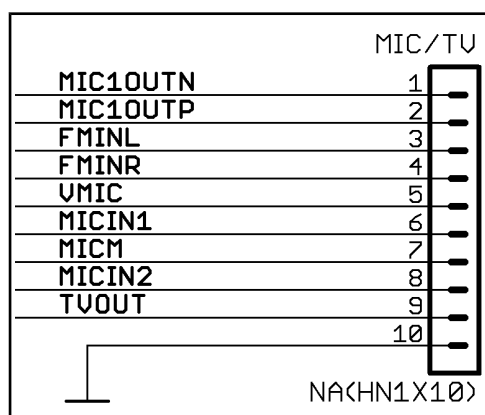 MIC/TV
MIC1OUTN 1
MIC1OUTP 2
FMINL 3
FMINR 4
VMIC 5
MICIN1 6
MICM 7
MICIN2 8
TVOUT 9
10
NA(HN1X10)